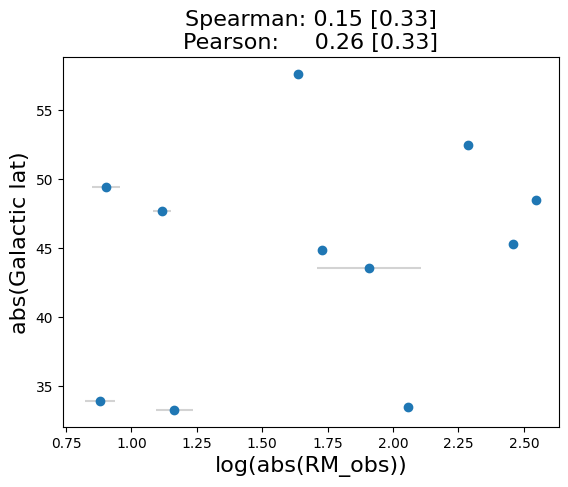 Spearman: 0.15 [0.33]
Pearson: 0.26 [0.33]
abs(Galactic lat)
55
50
45
40
35
0.75 1.00 1.25 1.50 1.75 2.00 2.25 2.50
log(abs(RM_obs))